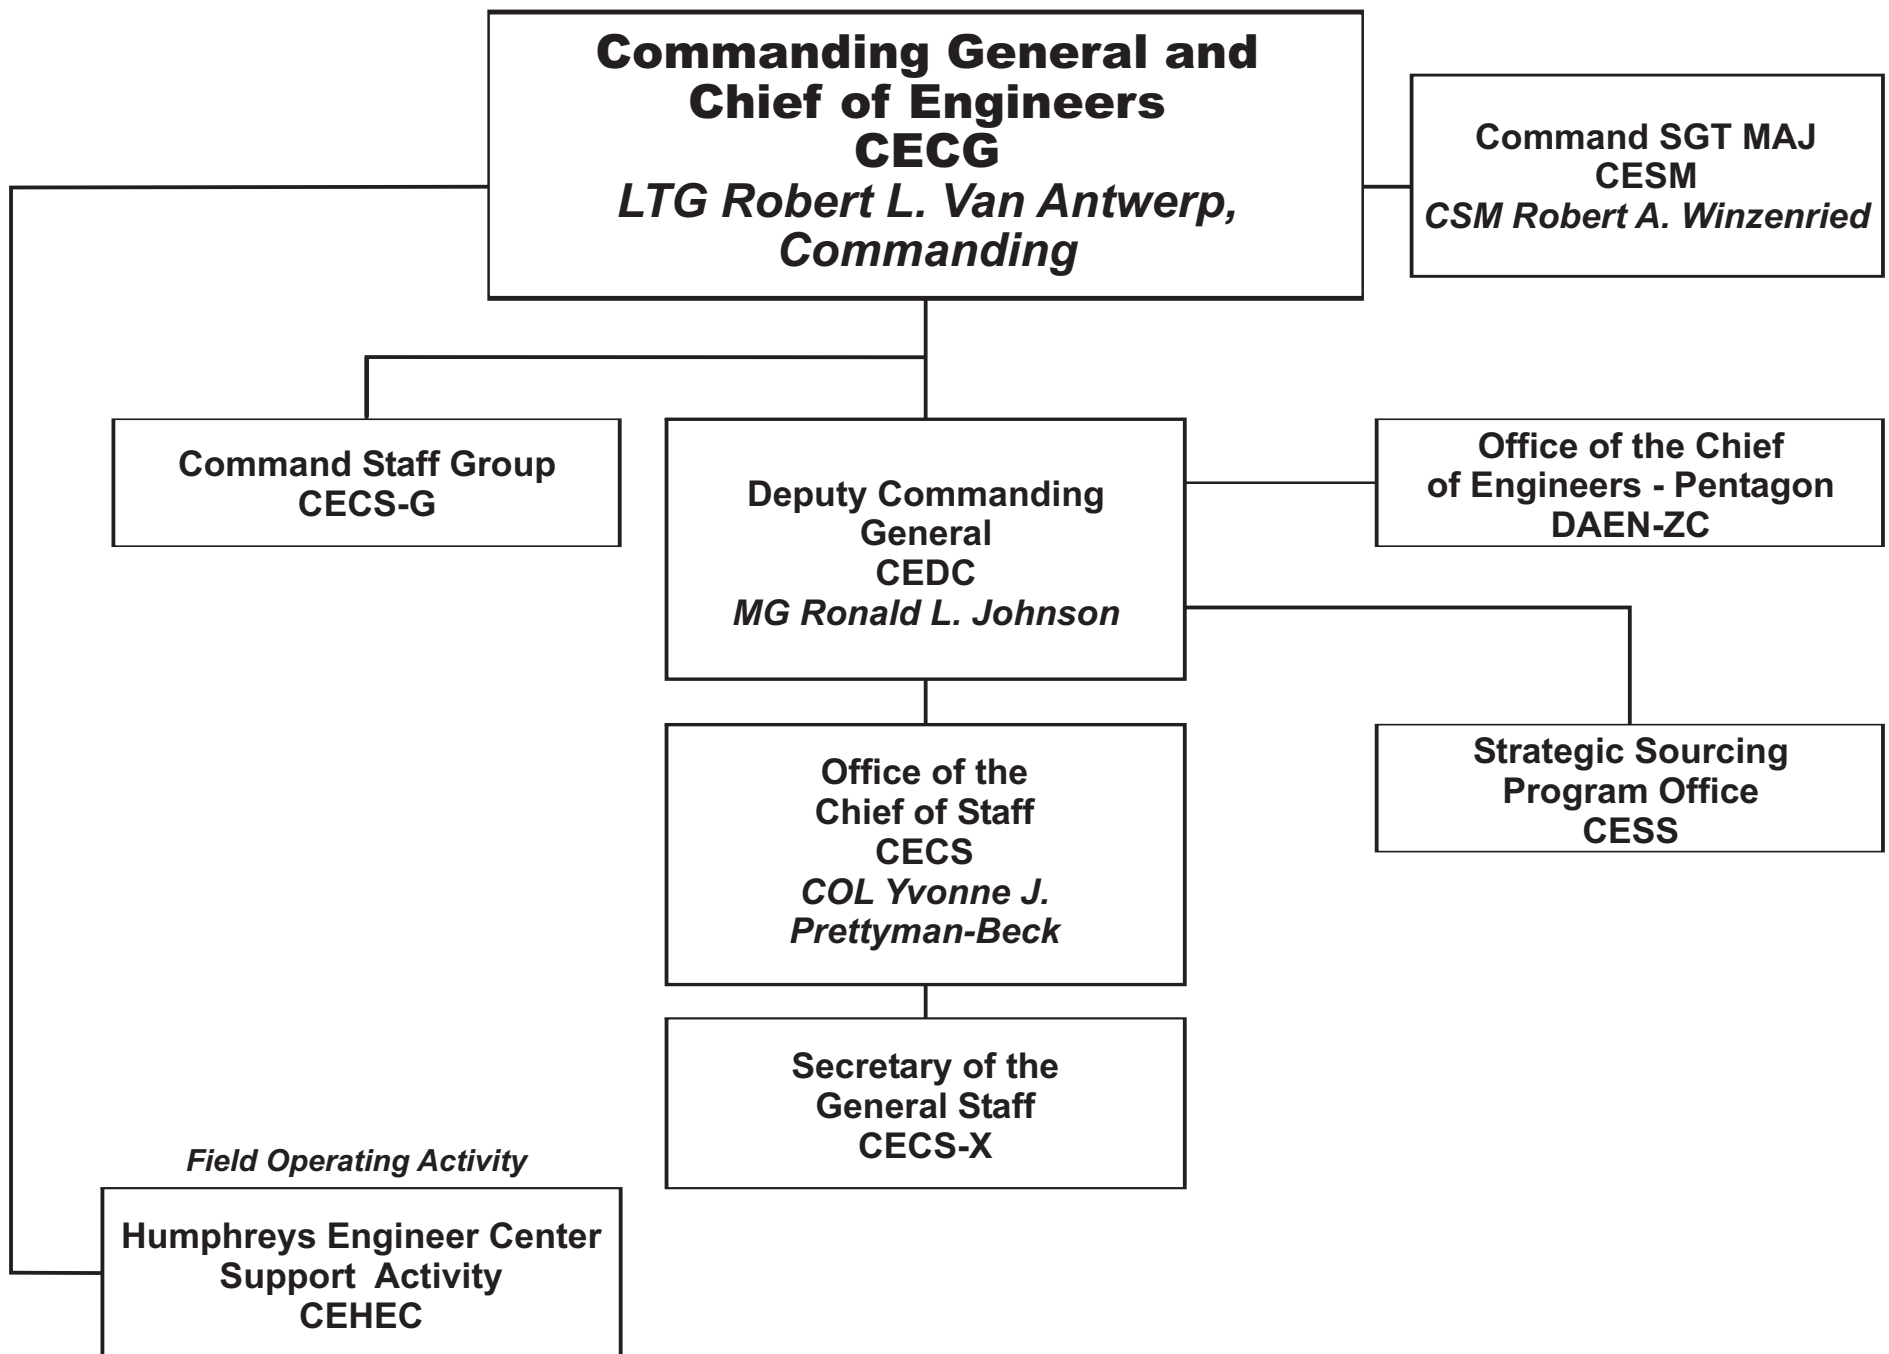 Commanding General and
Chief of Engineers
CECG
LTG Robert L. Van Antwerp,
Commanding
Command SGT MAJ
CESM
CSM Robert A. Winzenried
Command Staff Group
CECS-G
Deputy Commanding
General
CEDC
MG Ronald L. Johnson
Office of the Chief
of Engineers - Pentagon
DAEN-ZC
Office of the
Chief of Staff
CECS
COL Yvonne J.
Prettyman-Beck
Strategic Sourcing
Program Office
CESS
Secretary of the
General Staff
CECS-X
Field Operating Activity
Humphreys Engineer Center
Support Activity
CEHEC